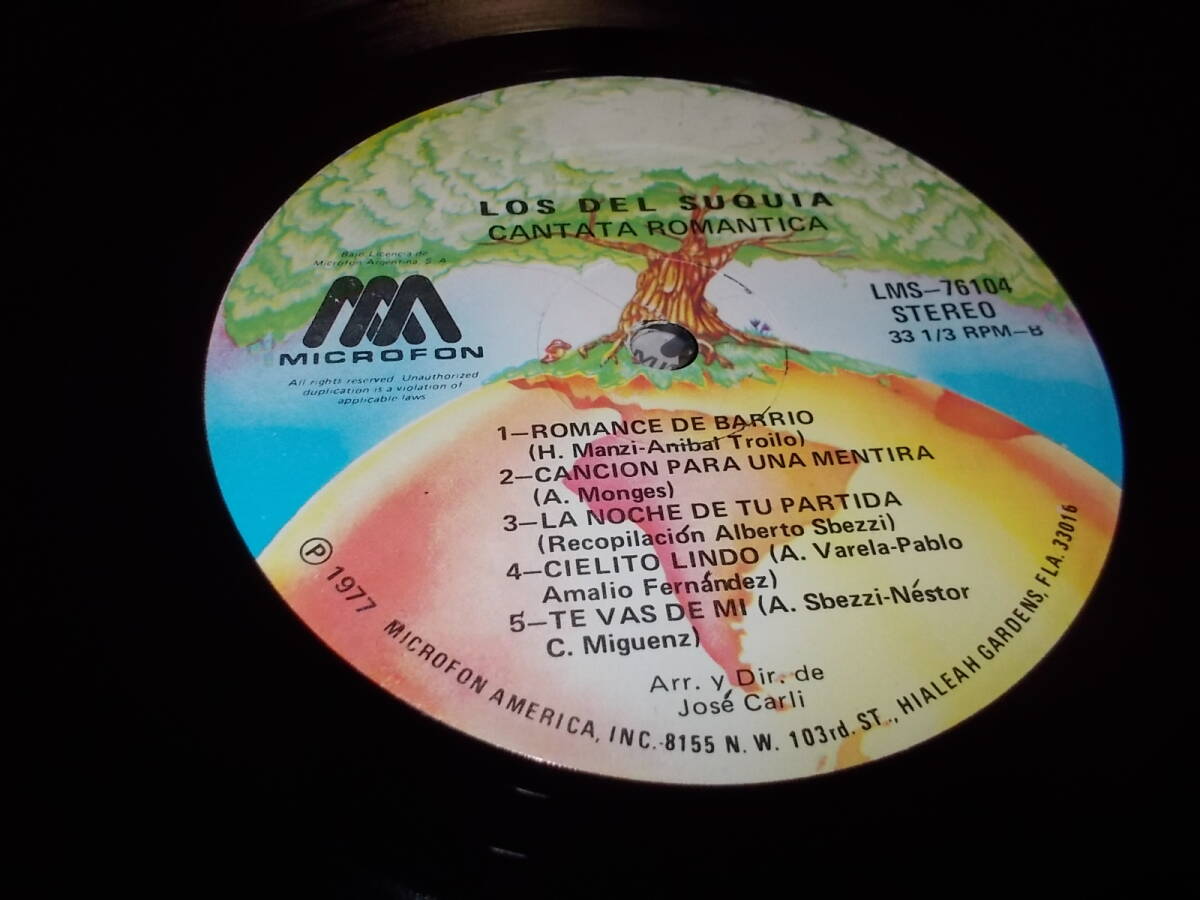 LOS DEL SUQUIA
CANTATA ROMANTICA
Bajo Licencia de
Microfon Argentina, S. A.
MICROFON
All rights reserved. Unauthorized
duplication is a violation of
applicable laws
LMS-76104
STEREO
33 1/3 RPM-B
1-ROMANCE DE BARRIO
(H. Manzi-Anibal Troilo)
2-CANCION PARA UNA MENTIRA
(A. Monges)
3-LA NOCHE DE TU PARTIDA
(Recopilación Alberto Sbezzi)
4-CIELITO LINDO (A. Varela-Pablo
Amalio Fernández)
5-TE VAS DE MI (A. Sbezzi-Néstor
C. Miguenz)
Arr. y Dir. de
José Carli
Ⓟ 1977 MICROFON AMERICA, INC.-8155 N. W. 103rd. ST., HIALEAH GARDENS, FLA. 33016